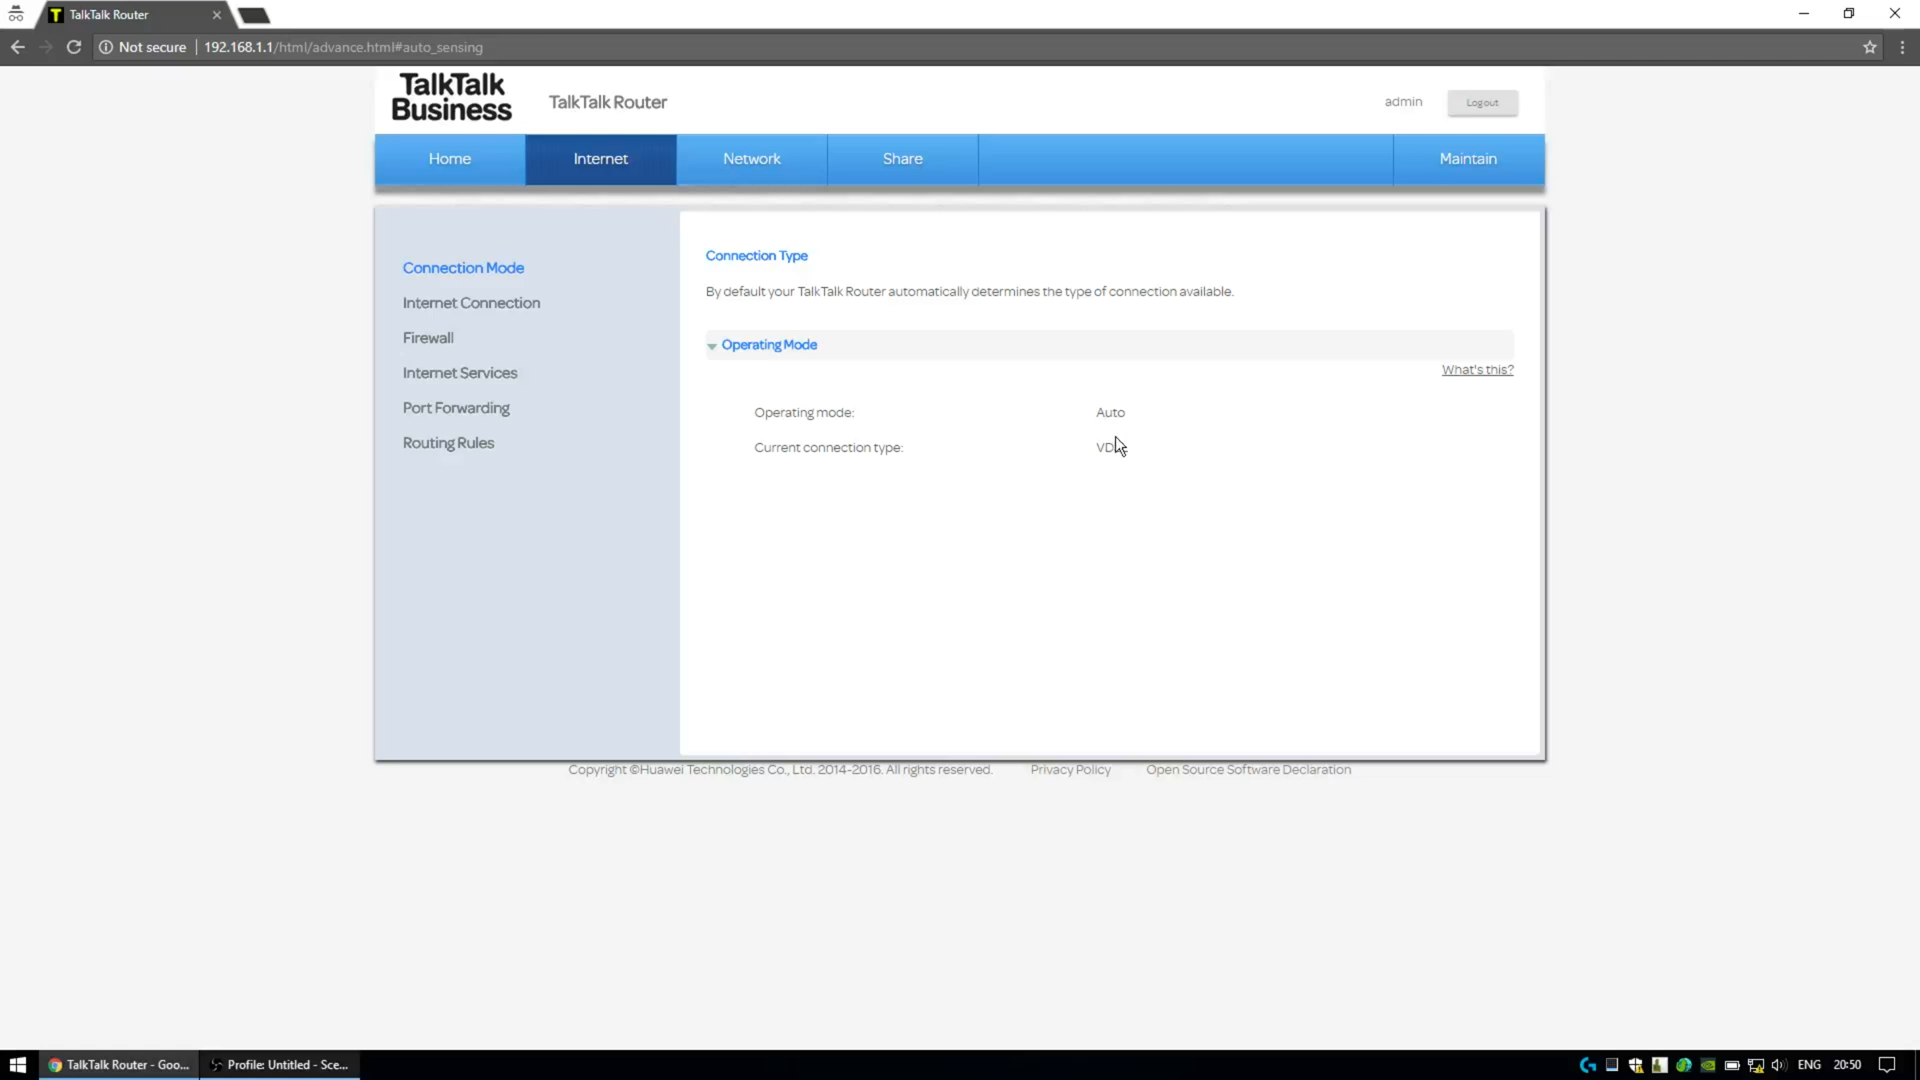 TalkTalk Router
Not secure | 192.168.1.1/html/advance.html#auto_sensing
TalkTalk
Business
TalkTalk Router
admin
Logout
Home
Internet
Network
Share
Maintain
Connection Mode
Internet Connection
Firewall
Internet Services
Port Forwarding
Routing Rules
Connection Type
By default your TalkTalk Router automatically determines the type of connection available.
Operating Mode
What's this?
Operating mode: Auto
Current connection type:
Copyright ©Huawei Technologies Co., Ltd. 2014-2016. All rights reserved. Privacy Policy Open Source Software Declaration
TalkTalk Router - Goo...
Profile: Untitled - Sce...
ENG
20:50